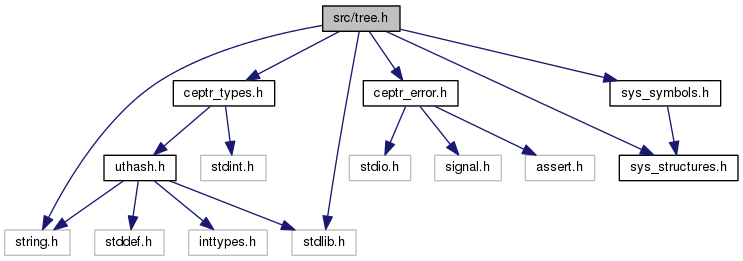 src/tree.h
ceptr_types.h
ceptr_error.h
sys_symbols.h
uthash.h
stdint.h
stdio.h
signal.h
assert.h
sys_structures.h
string.h
stddef.h
inttypes.h
stdlib.h